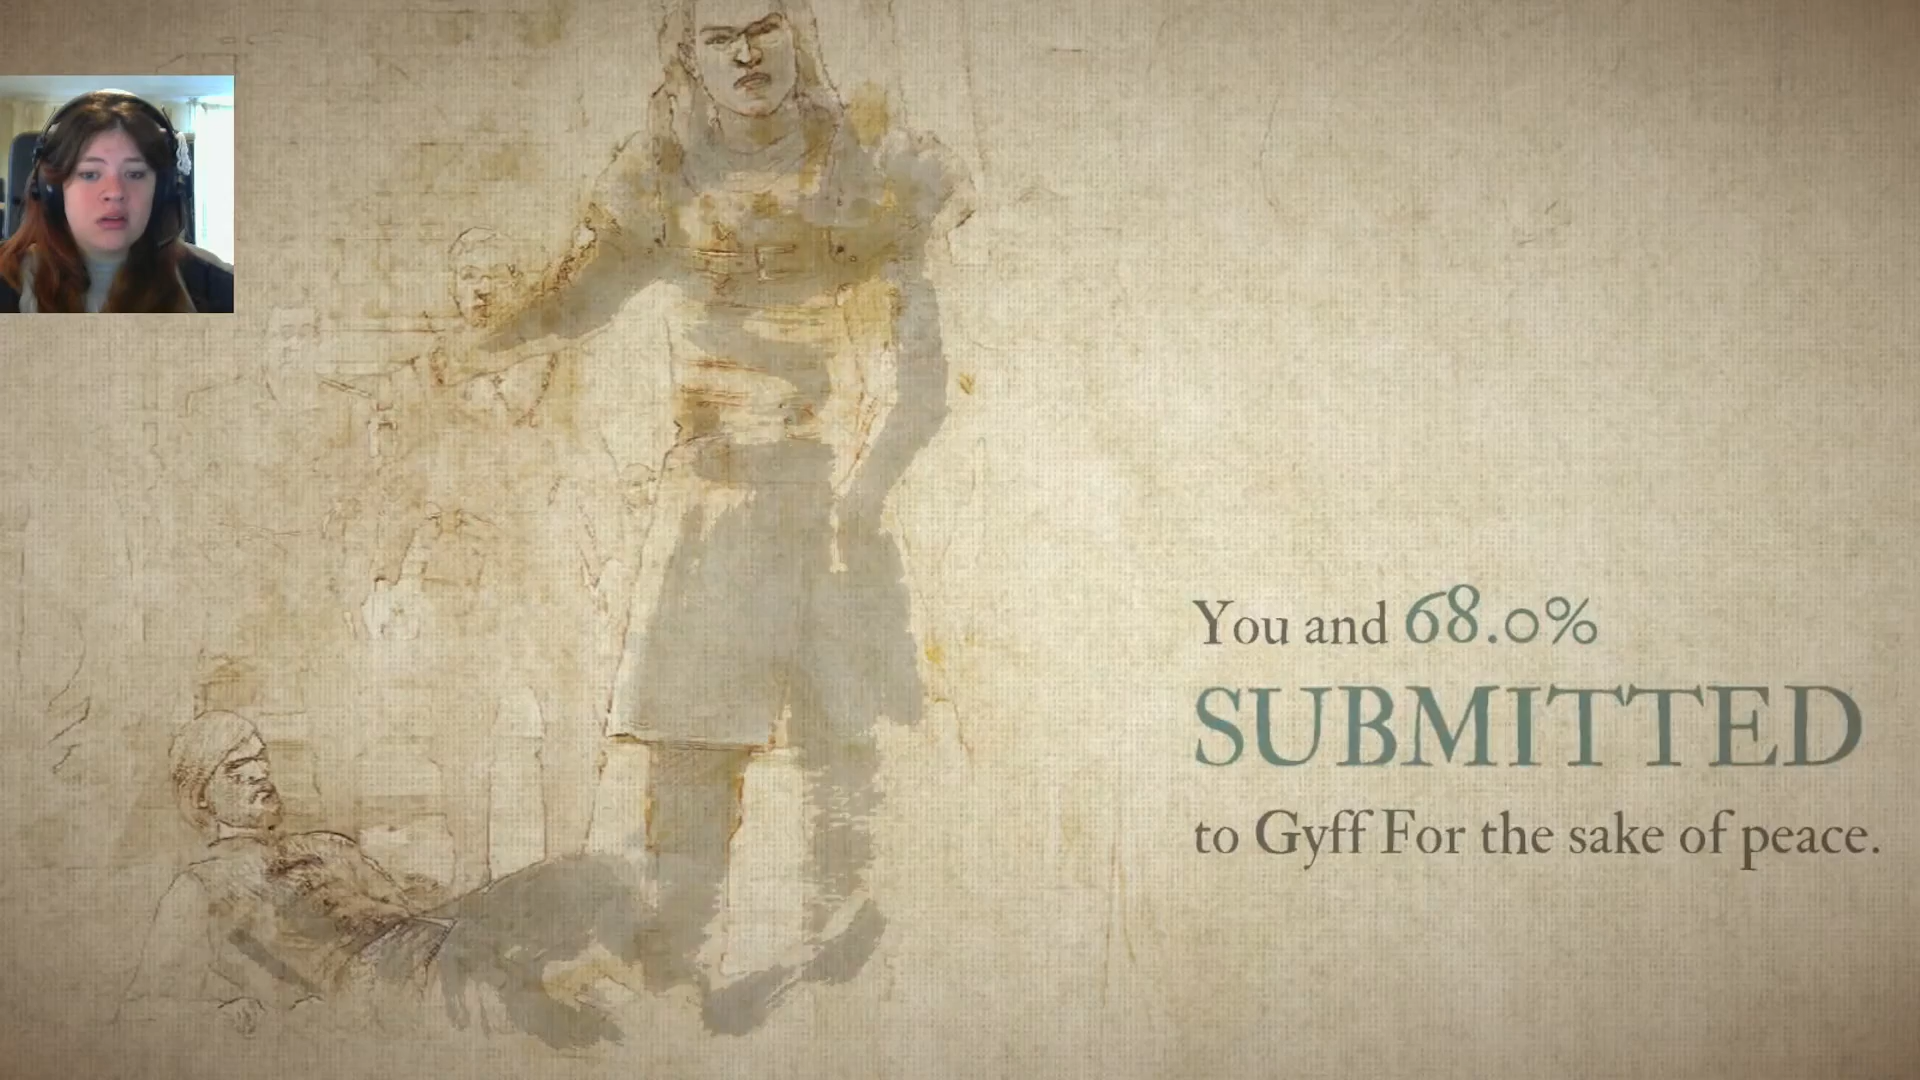 You and 68.0%
SUBMITTED
to Gyff For the sake of peace.